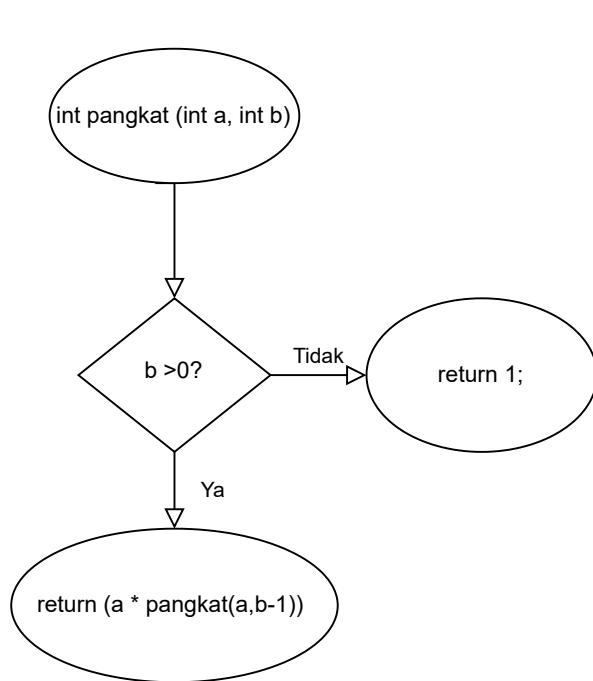 int pangkat (int a, int b)
b >0?
Tidak
return 1;
Ya
return (a * pangkat(a,b-1))